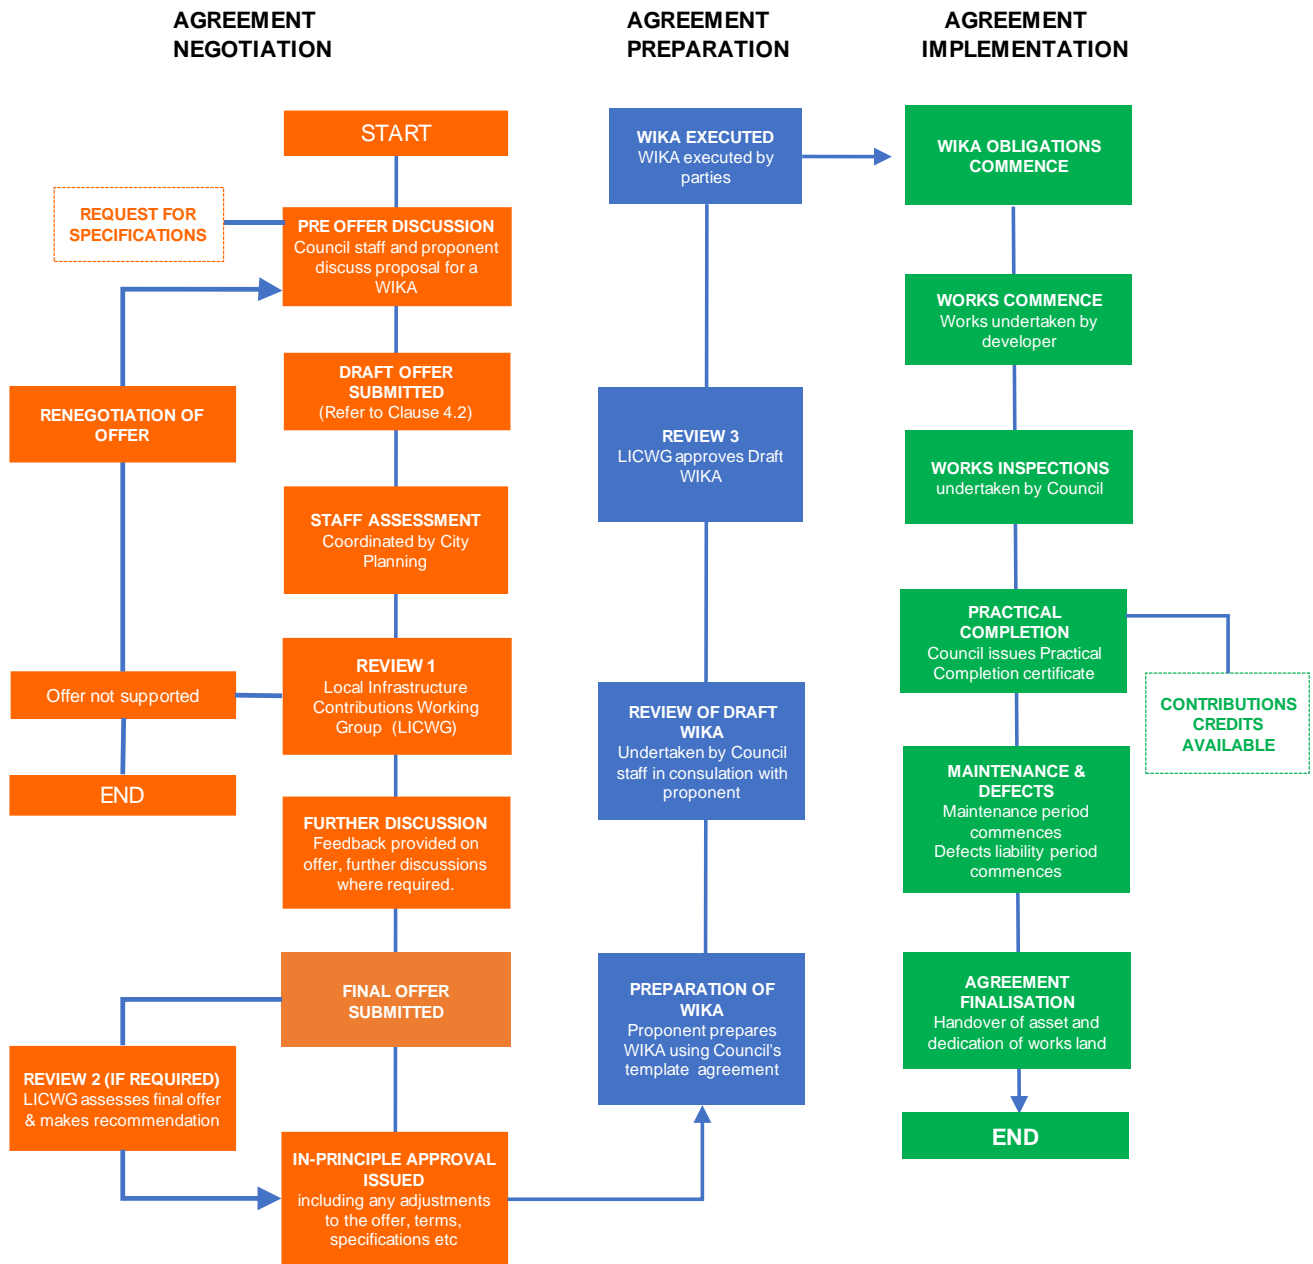 AGREEMENT
NEGOTIATION
START
REQUEST FOR
SPECIFICATIONS
PRE OFFER DISCUSSION
Council staff and proponent
discuss proposal for a
WIKA
DRAFT OFFER
SUBMITTED
(Refer to Clause 4.2)
RENEGOTIATION OF
OFFER
STAFF ASSESSMENT
Coordinated by City
Planning
REVIEW 1
Local Infrastructure
Contributions Working
Group (LICWG)
Offer not supported
END
FURTHER DISCUSSION
Feedback provided on
offer, further discussions
where required.
FINAL OFFER
SUBMITTED
REVIEW 2 (IF REQUIRED)
LICWG assesses final offer
& makes recommendation
IN-PRINCIPLE APPROVAL
ISSUED
including any adjustments
to the offer, terms,
specifications etc
AGREEMENT
PREPARATION
WIKA EXECUTED
WIKA executed by
parties
REVIEW 3
LICWG approves Draft
WIKA
REVIEW OF DRAFT
WIKA
Undertaken by Council
staff in consulation with
proponent
PREPARATION OF
WIKA
Proponent prepares
WIKA using Council's
template agreement
AGREEMENT
IMPLEMENTATION
WIKA OBLIGATIONS
COMMENCE
WORKS COMMENCE
Works undertaken by
developer
WORKS INSPECTIONS
undertaken by Council
PRACTICAL
COMPLETION
Council issues Practical
Completion certificate
CONTRIBUTIONS
CREDITS
AVAILABLE
MAINTENANCE &
DEFECTS
Maintenance period
commences
Defects liability period
commences
AGREEMENT
FINALISATION
Handover of asset and
dedication of works land
END